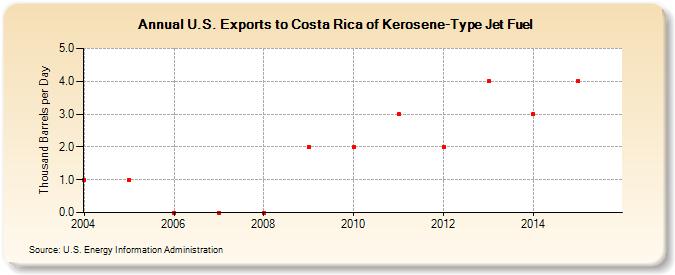 Annual U.S. Exports to Costa Rica of Kerosene-Type Jet Fuel
Thousand Barrels per Day
5.0
4.0
3.0
2.0
1.0
0.0
2004 2006 2008 2010 2012 2014
Source: U.S. Energy Information Administration